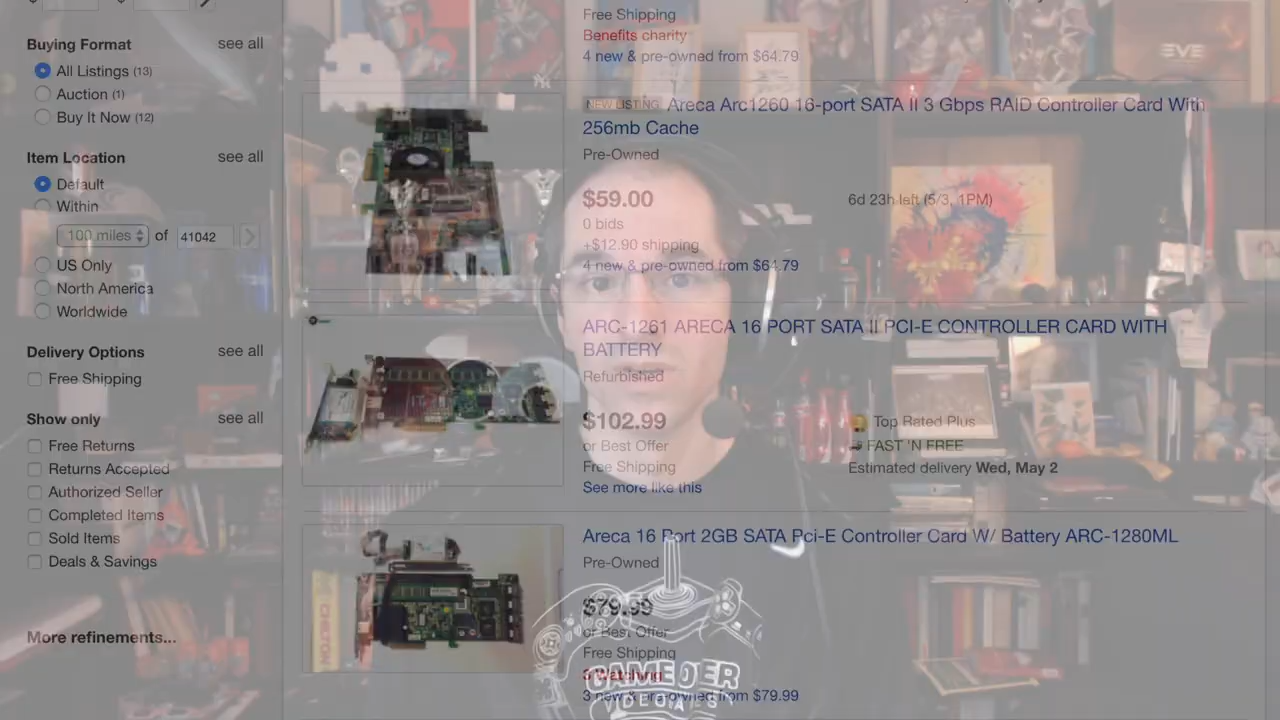 Buying Format
see all
All Listings (13)
Auction (1)
Buy It Now (12)
Item Location
see all
Default
Within
100 miles
of
41042
US Only
North America
Worldwide
Delivery Options
see all
Free Shipping
Show only
see all
Free Returns
Returns Accepted
Authorized Seller
Completed Items
Sold Items
Deals & Savings
More refinements...
Free Shipping
Benefits charity
4 new & pre-owned from $64.79
EVE
NEW LISTING Areca Arc1260 16-port SATA II 3 Gbps RAID Controller Card With
256mb Cache
Pre-Owned
$59.00
6d 23h left (5/3, 1PM)
0 bids
+$12.90 shipping
4 new & pre-owned from $64.79
ARC-1261 ARECA 16 PORT SATA II PCI-E CONTROLLER CARD WITH
BATTERY
Refurbished
$102.99
Top Rated Plus
or Best Offer
FAST 'N FREE
Free Shipping
Estimated delivery Wed, May 2
See more like this
Areca 16 Port 2GB SATA Pci-E Controller Card W/ Battery ARC-1280ML
Pre-Owned
$79.99
or Best Offer
Free Shipping
3 Watching
3 new & pre-owned from $79.99